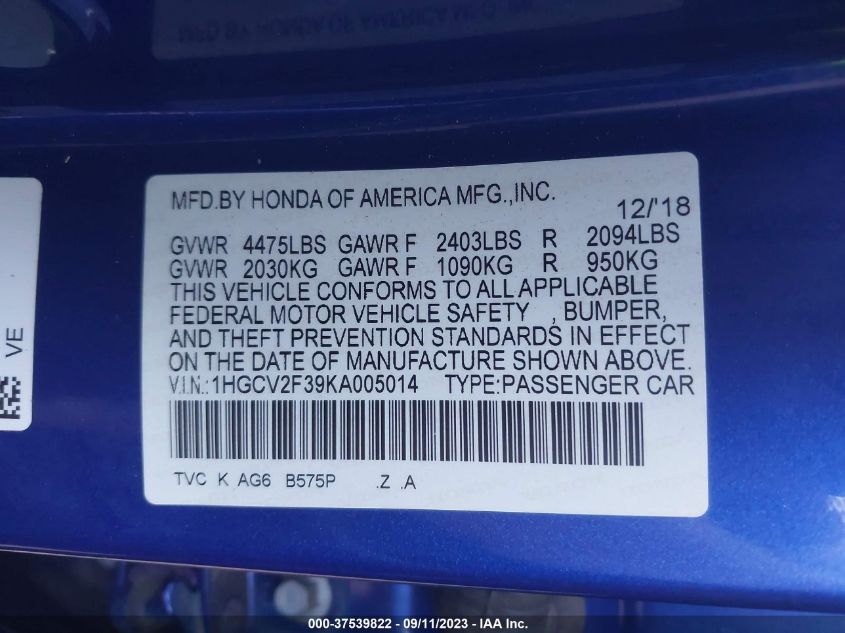 MFD.BY HONDA OF AMERICA MFG.,INC.
12/'18
GVWR 4475LBS GAWR F 2403LBS R 2094LBS
GVWR 2030KG GAWR F 1090KG R 950KG
THIS VEHICLE CONFORMS TO ALL APPLICABLE
FEDERAL MOTOR VEHICLE SAFETY , BUMPER,
AND THEFT PREVENTION STANDARDS IN EFFECT
ON THE DATE OF MANUFACTURE SHOWN ABOVE.
V.I.N.:1HGCV2F39KA005014 TYPE:PASSENGER CAR
TVC K AG6 B575P .Z .A
VE
000-37539822 - 09/11/2023 - © IAA Inc.